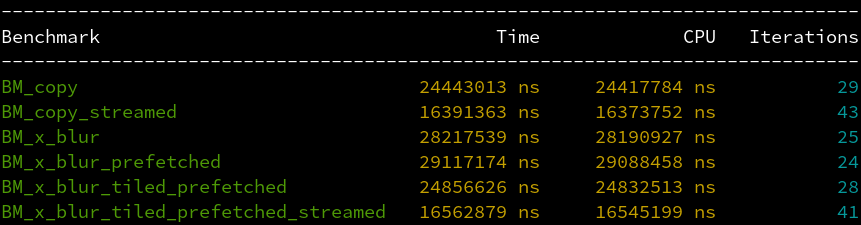 --------------------------------------------------------------------------------
Benchmark                                    Time             CPU   Iterations
--------------------------------------------------------------------------------
BM_copy                               24443013 ns     24417784 ns           29
BM_copy_streamed                      16391363 ns     16373752 ns           43
BM_x_blur                             28217539 ns     28190927 ns           25
BM_x_blur_prefetched                  29117174 ns     29088458 ns           24
BM_x_blur_tiled_prefetched            24856626 ns     24832513 ns           28
BM_x_blur_tiled_prefetched_streamed   16562879 ns     16545199 ns           41